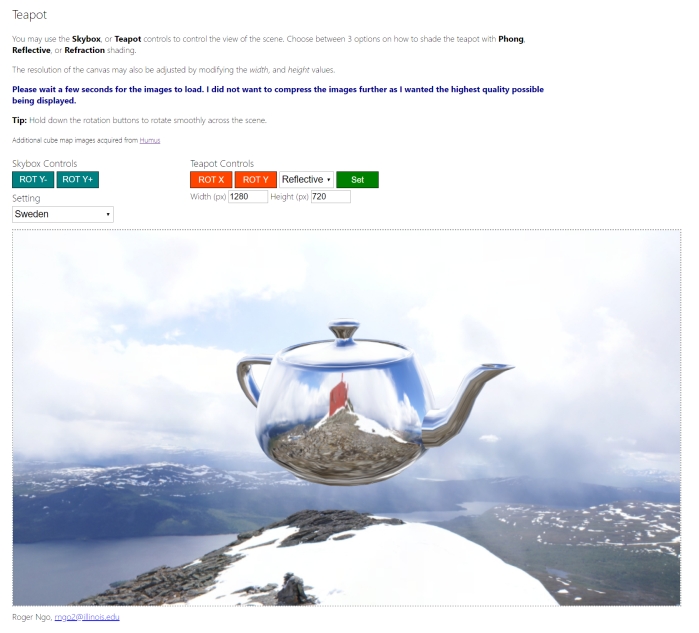 Teapot
You may use the Skybox, or Teapot controls to control the view of the scene. Choose between 3 options on how to shade the teapot with Phong,
Reflective, or Refraction shading.
The resolution of the canvas may also be adjusted by modifying the width, and height values.
Please wait a few seconds for the images to load. I did not want to compress the images further as I wanted the highest quality possible
being displayed.
Tip: Hold down the rotation buttons to rotate smoothly across the scene.
Additional cube map images acquired from Humus
Skybox Controls
Teapot Controls
ROT Y- ROT Y+
ROT X ROT Y Reflective Set
Setting
Width (px) 1280 Height (px) 720
Sweden
Roger Ngo, rngo2@illinois.edu